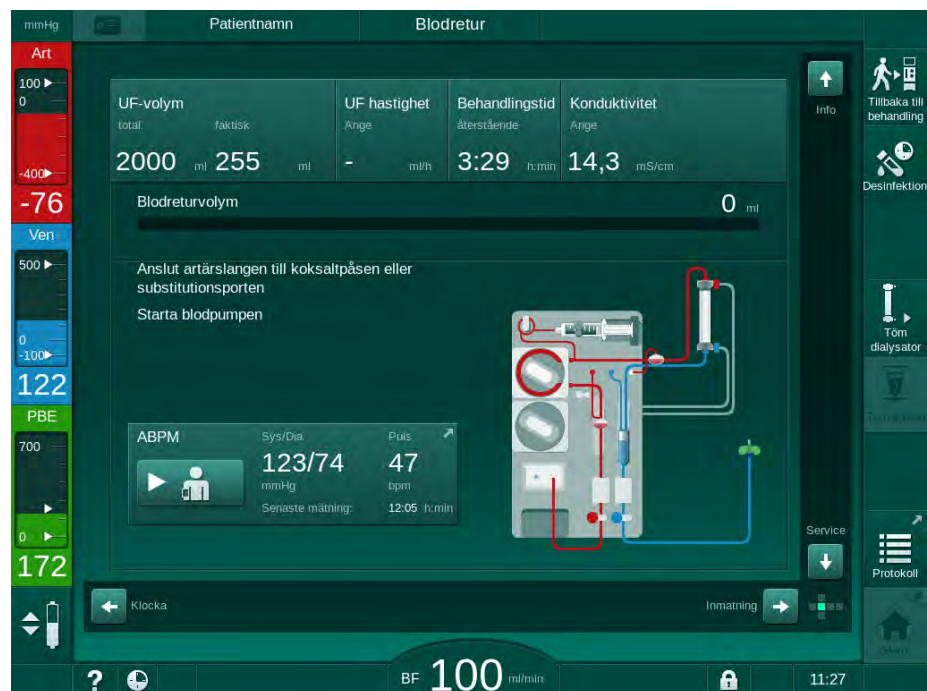 mmHg
Patientnamn
Blodretur
Art
100
0
-400
-76
Ven
500
0
-100
122
PBE
700
0
172
UF-volym
total
faktisk
2000 ml 255 ml
UF hastighet
Ange
- ml/h
Behandlingstid
återstående
3:29 h:min
Konduktivitet
Ange
14,3 mS/cm
Blodreturvolym
0 ml
Anslut artärslangen till koksaltpåsen eller
substitutionsporten
Starta blodpumpen
ABPM
Sys/Dia
Puls
123/74
47
mmHg
bpm
Senaste mätning:
12:05 h:min
Info
Service
Klocka
Inmatning
Tillbaka till
behandling
Desinfektion
Töm
dialysator
Protokoll
?
BF 100 ml/min
11:27